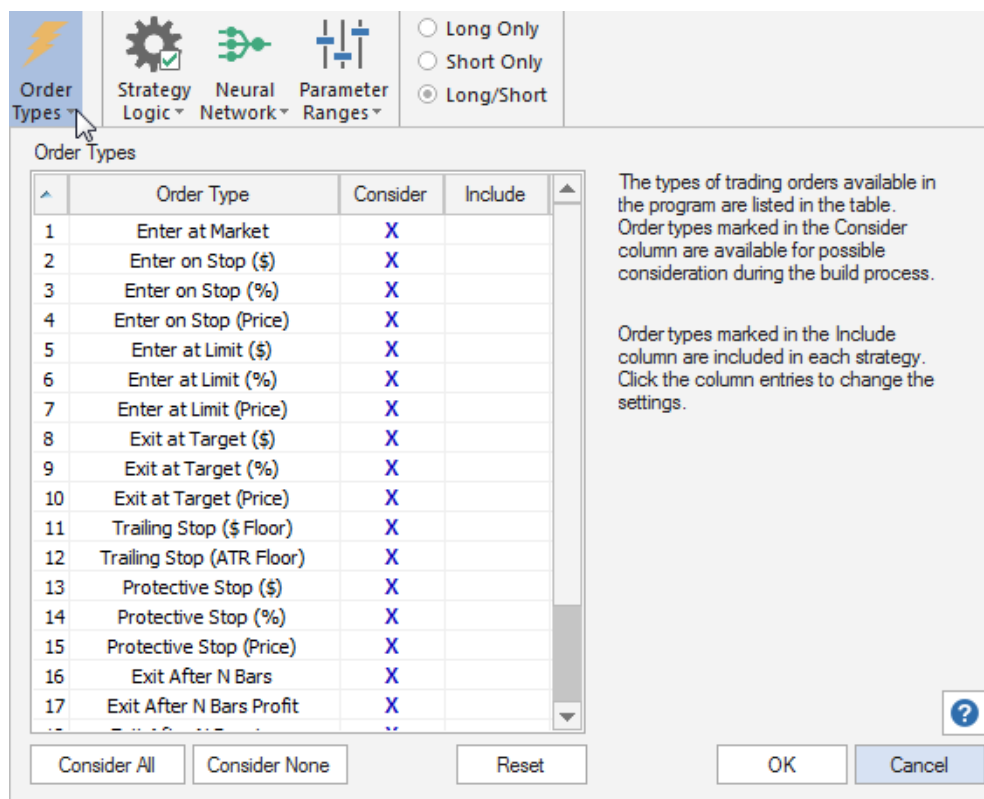 Order Types
Strategy Logic
Neural Network
Parameter Ranges
Long Only
Short Only
Long/Short
Order Types
Order Type Consider Include
1 Enter at Market X
2 Enter on Stop ($) X
3 Enter on Stop (%) X
4 Enter on Stop (Price) X
5 Enter at Limit ($) X
6 Enter at Limit (%) X
7 Enter at Limit (Price) X
8 Exit at Target ($) X
9 Exit at Target (%) X
10 Exit at Target (Price) X
11 Trailing Stop ($ Floor) X
12 Trailing Stop (ATR Floor) X
13 Protective Stop ($) X
14 Protective Stop (%) X
15 Protective Stop (Price) X
16 Exit After N Bars X
17 Exit After N Bars Profit X
The types of trading orders available in
the program are listed in the table.
Order types marked in the Consider
column are available for possible
consideration during the build process.
Order types marked in the Include
column are included in each strategy.
Click the column entries to change the
settings.
?
Consider All
Consider None
Reset
OK
Cancel